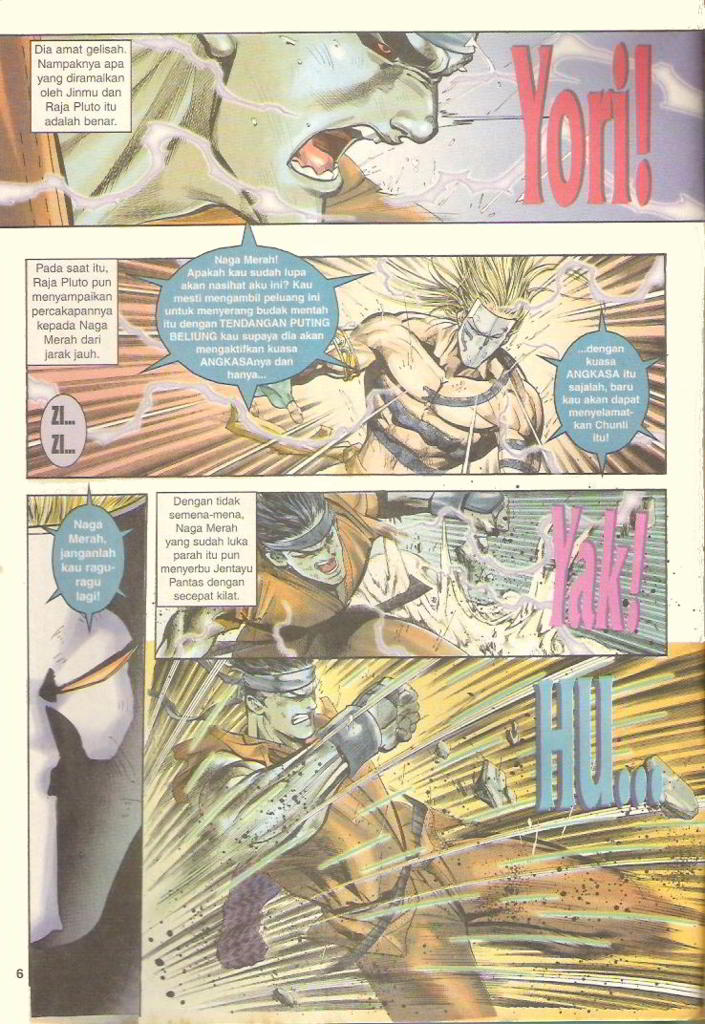 Dia amat gelisah.
Nampaknya apa
yang diramalkan
oleh Jinmu dan
Raja Pluto itu
adalah benar.
Yori!
Pada saat itu,
Raja Pluto pun
menyampaikan
percakapannya
kepada Naga
Merah dari
jarak jauh.
Naga Merah!
Apakah kau sudah lupa
akan nasihat aku ini? Kau
mesti mengambil peluang ini
untuk menyerang budak mentah
itu dengan TENDANGAN PUTING
BELIUNG kau supaya dia akan
mengaktifkan kuasa
ANGKASAnya dan
hanya...
...dengan
kuasa
ANGKASA itu
sajalah, baru
kau akan dapat
menyelamat-
kan Chunli
itu!
ZI...
ZI...
Naga
Merah,
janganlah
kau ragu-
ragu
lagi!
Dengan tidak
semena-mena,
Naga Merah
yang sudah luka
parah itu pun
menyerbu Jentayu
Pantas dengan
secepat kilat.
Yak!
HU...
6